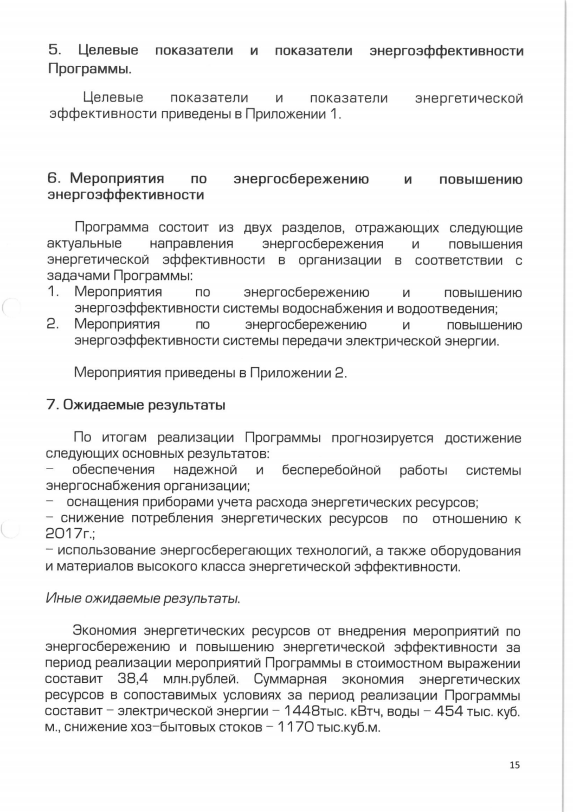 5. Целевые показатели и показатели энергоэффективности
Программы.
Целевые показатели и показатели энергетической
эффективности приведены в Приложении 1.
6. Мероприятия по энергосбережению и повышению
энергоэффективности
Программа состоит из двух разделов, отражающих следующие
актуальные направления энергосбережения и повышения
энергетической эффективности в организации в соответствии с
задачами Программы:
1. Мероприятия по энергосбережению и повышению
энергоэффективности системы водоснабжения и водоотведения;
2. Мероприятия по энергосбережению и повышению
энергоэффективности системы передачи электрической энергии.
Мероприятия приведены в Приложении 2.
7. Ожидаемые результаты
По итогам реализации Программы прогнозируется достижение
следующих основных результатов:
– обеспечения надежной и бесперебойной работы системы
энергоснабжения организации;
– оснащения приборами учета расхода энергетических ресурсов;
– снижение потребления энергетических ресурсов по отношению к
2017г.;
– использование энергосберегающих технологий, а также оборудования
и материалов высокого класса энергетической эффективности.
Иные ожидаемые результаты.
Экономия энергетических ресурсов от внедрения мероприятий по
энергосбережению и повышению энергетической эффективности за
период реализации мероприятий Программы в стоимостном выражении
составит 38,4 млн.рублей. Суммарная экономия энергетических
ресурсов в сопоставимых условиях за период реализации Программы
составит – электрической энергии – 1448тыс. кВтч, воды – 454 тыс. куб.
м., снижение хоз-бытовых стоков – 1170 тыс.куб.м.
15